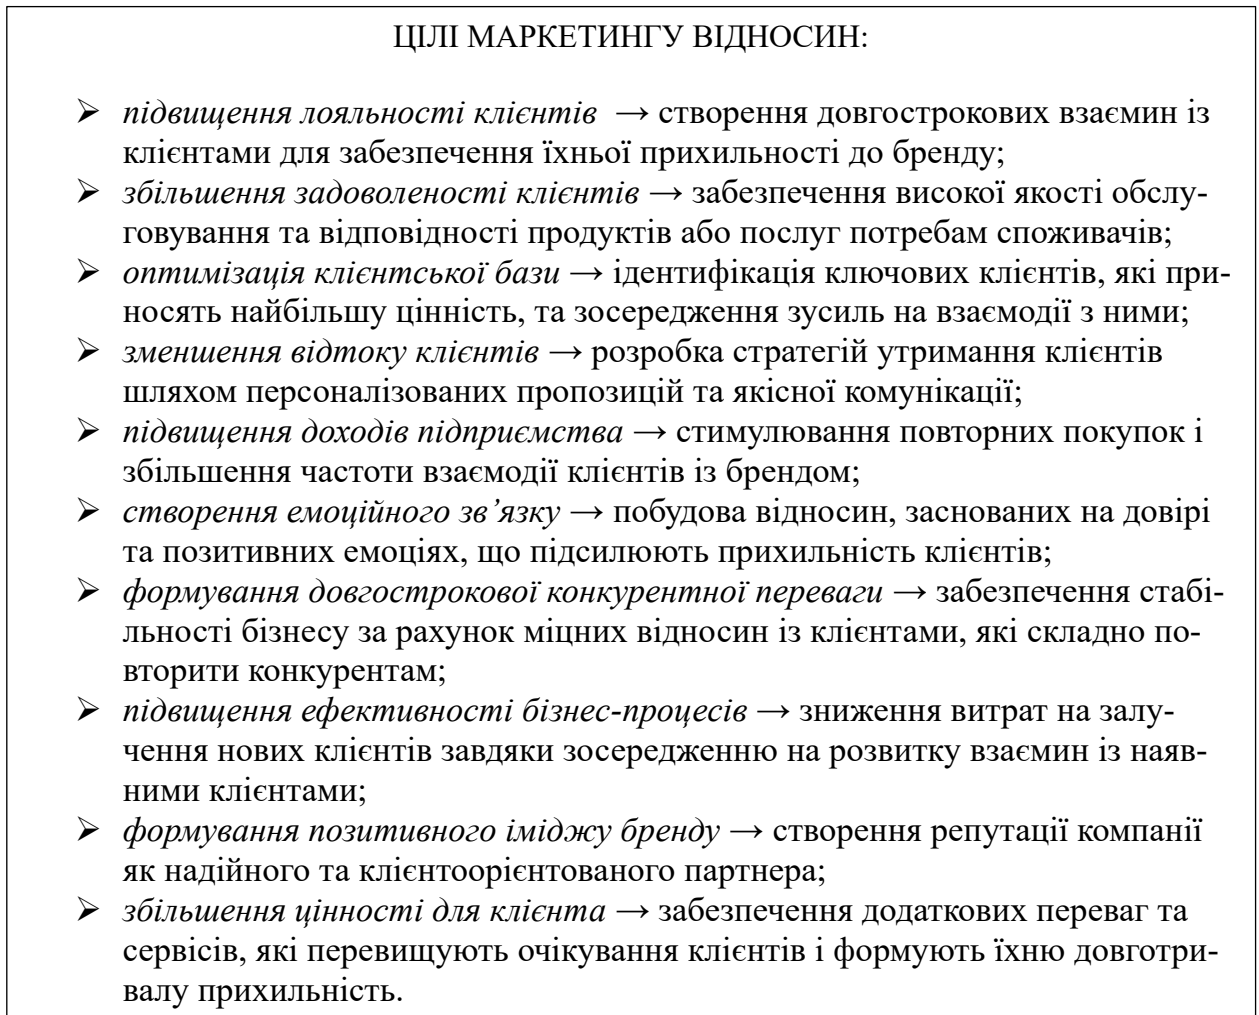 ЦІЛІ МАРКЕТИНГУ ВІДНОСИН:
➢ підвищення лояльності клієнтів → створення довгострокових взаємин із
клієнтами для забезпечення їхньої прихильності до бренду;
➢ збільшення задоволеності клієнтів → забезпечення високої якості обслу-
говування та відповідності продуктів або послуг потребам споживачів;
➢ оптимізація клієнтської бази → ідентифікація ключових клієнтів, які при-
носять найбільшу цінність, та зосередження зусиль на взаємодії з ними;
➢ зменшення відтоку клієнтів → розробка стратегій утримання клієнтів
шляхом персоналізованих пропозицій та якісної комунікації;
➢ підвищення доходів підприємства → стимулювання повторних покупок і
збільшення частоти взаємодії клієнтів із брендом;
➢ створення емоційного зв’язку → побудова відносин, заснованих на довірі
та позитивних емоціях, що підсилюють прихильність клієнтів;
➢ формування довгострокової конкурентної переваги → забезпечення стабі-
льності бізнесу за рахунок міцних відносин із клієнтами, які складно по-
вторити конкурентам;
➢ підвищення ефективності бізнес-процесів → зниження витрат на залу-
чення нових клієнтів завдяки зосередженню на розвитку взаємин із наяв-
ними клієнтами;
➢ формування позитивного іміджу бренду → створення репутації компанії
як надійного та клієнтоорієнтованого партнера;
➢ збільшення цінності для клієнта → забезпечення додаткових переваг та
сервісів, які перевищують очікування клієнтів і формують їхню довготри-
валу прихильність.